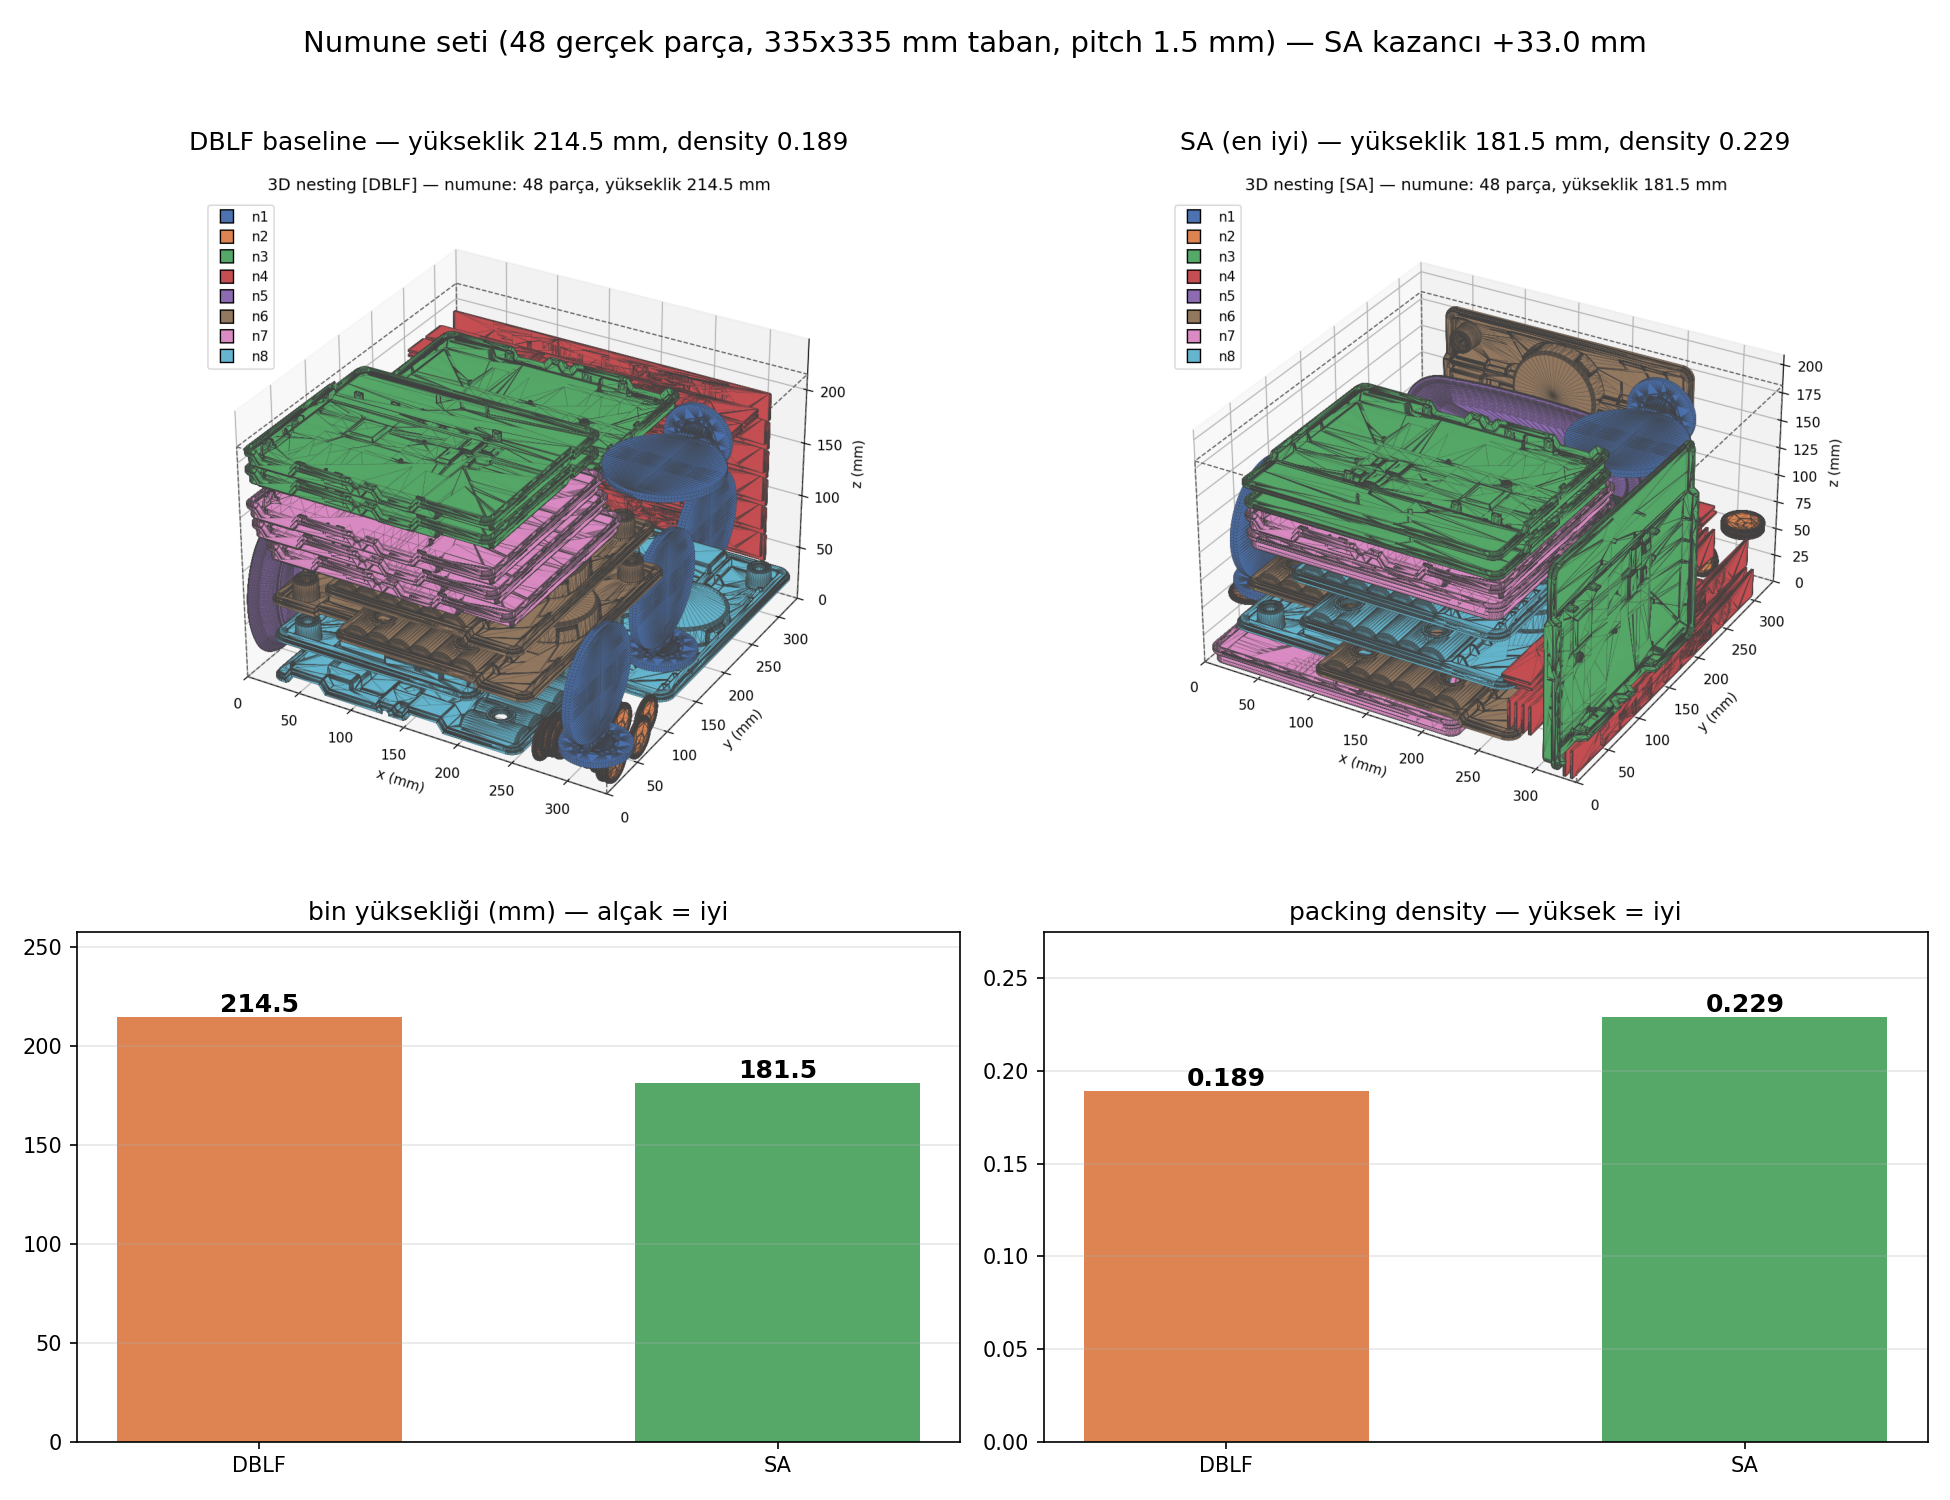 Numune seti (48 gerçek parça, 335x335 mm taban, pitch 1.5 mm) — SA kazancı +33.0 mm
DBLF baseline — yükseklik 214.5 mm, density 0.189
3D nesting [DBLF] — numune: 48 parça, yükseklik 214.5 mm
n1
n2
n3
n4
n5
n6
n7
n8
0
50
100
150
200
250
300
x (mm)
0
50
100
150
200
250
300
y (mm)
0
50
100
150
200
z (mm)
SA (en iyi) — yükseklik 181.5 mm, density 0.229
3D nesting [SA] — numune: 48 parça, yükseklik 181.5 mm
n1
n2
n3
n4
n5
n6
n7
n8
0
50
100
150
200
250
300
x (mm)
0
50
100
150
200
250
300
y (mm)
0
25
50
75
100
125
150
175
200
z (mm)
bin yüksekliği (mm) — alçak = iyi
250
200
150
100
50
0
214.5
181.5
DBLF
SA
packing density — yüksek = iyi
0.25
0.20
0.15
0.10
0.05
0.00
0.189
0.229
DBLF
SA